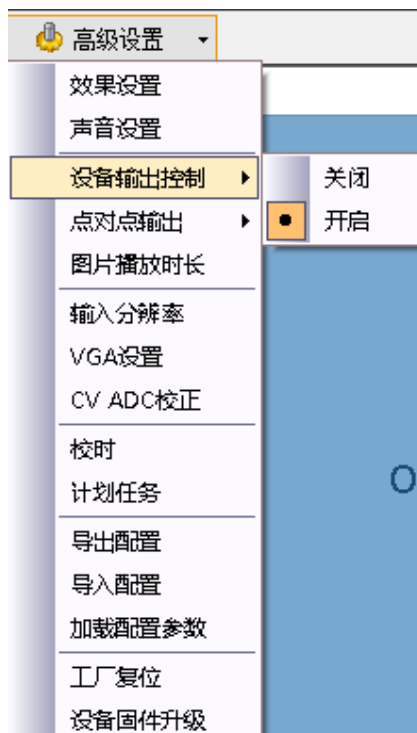 高级设置
效果设置
声音设置
设备输出控制
关闭
点对点输出
开启
图片播放时长
输入分辨率
VGA设置
CV ADC校正
校时
计划任务
导出配置
导入配置
加载配置参数
工厂复位
设备固件升级